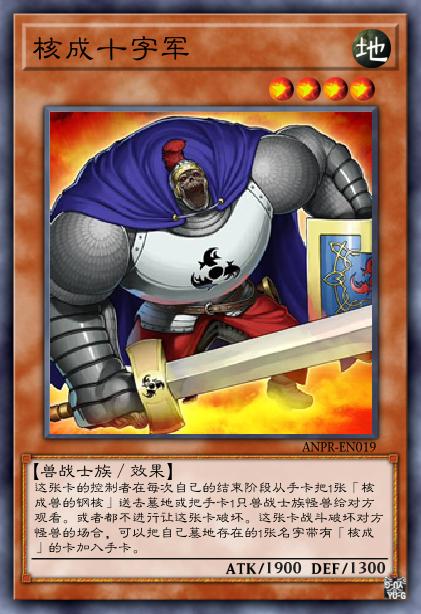 核成十字军
地
ANPR-EN019
【兽战士族／效果】
这张卡的控制者在每次自己的结束阶段从手卡把1张「核
成兽的钢核」送去墓地或把手卡1只兽战士族怪兽给对方
观看。或者都不进行让这张卡破坏。这张卡战斗破坏对方
怪兽的场合，可以把自己墓地存在的1张名字带有「核成
」的卡加入手卡。
ATK/1900 DEF/1300